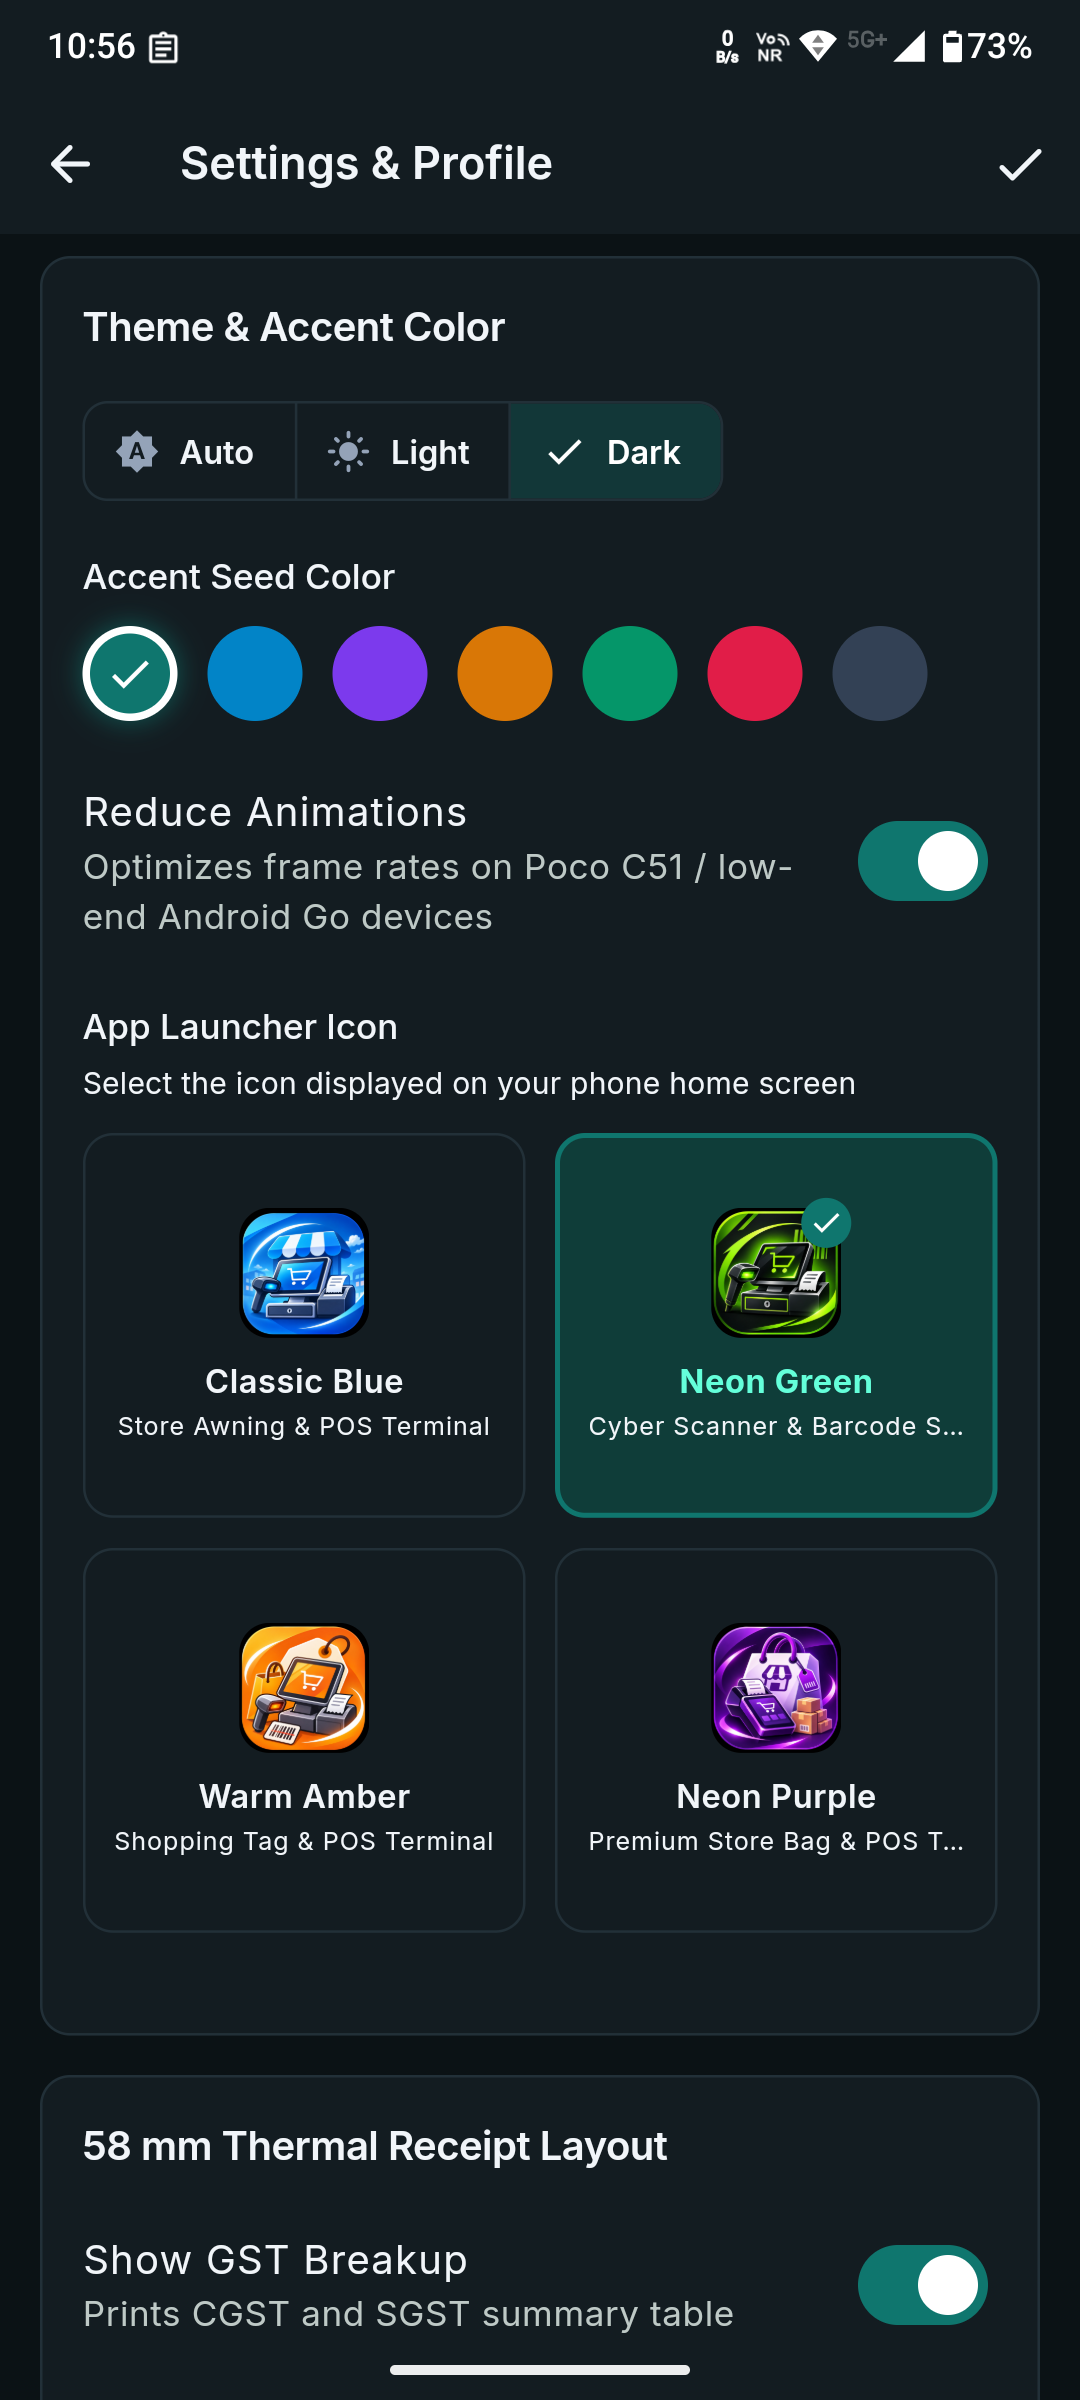 10:56
0
B/s
Vo
NR
5G+
73%
Settings & Profile
Theme & Accent Color
A
Auto
Light
Dark
Accent Seed Color
Reduce Animations
Optimizes frame rates on Poco C51 / low-
end Android Go devices
App Launcher Icon
Select the icon displayed on your phone home screen
Classic Blue
Store Awning & POS Terminal
Neon Green
Cyber Scanner & Barcode S...
Warm Amber
Shopping Tag & POS Terminal
Neon Purple
Premium Store Bag & POS T...
58 mm Thermal Receipt Layout
Show GST Breakup
Prints CGST and SGST summary table